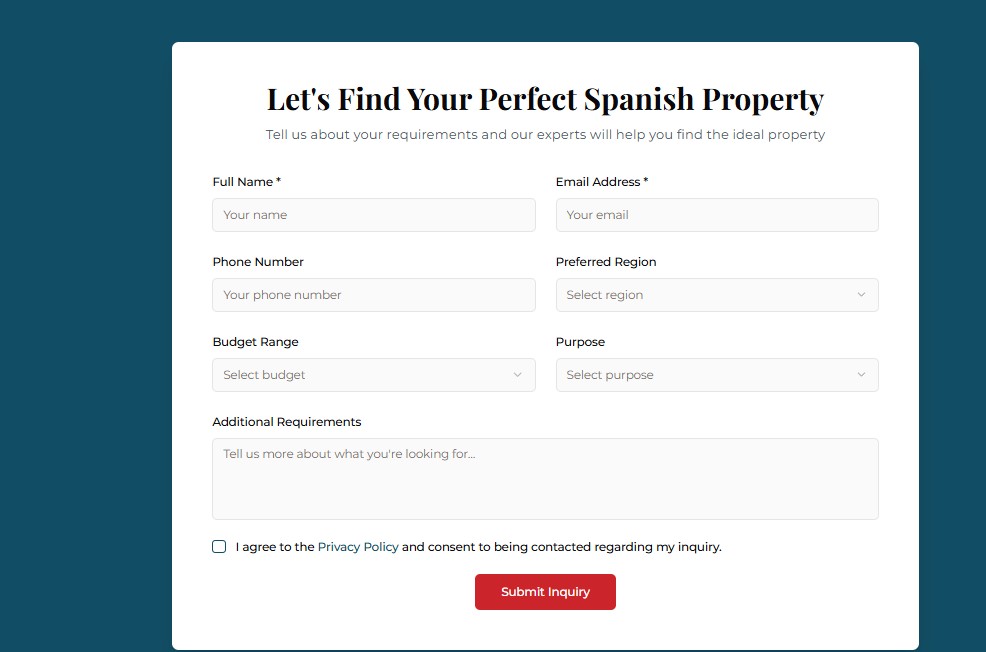 Let's Find Your Perfect Spanish Property
Tell us about your requirements and our experts will help you find the ideal property
Full Name *
Email Address *
Your name
Your email
Phone Number
Preferred Region
Your phone number
Select region
Budget Range
Purpose
Select budget
Select purpose
Additional Requirements
Tell us more about what you're looking for...
I agree to the Privacy Policy and consent to being contacted regarding my inquiry.
Submit Inquiry